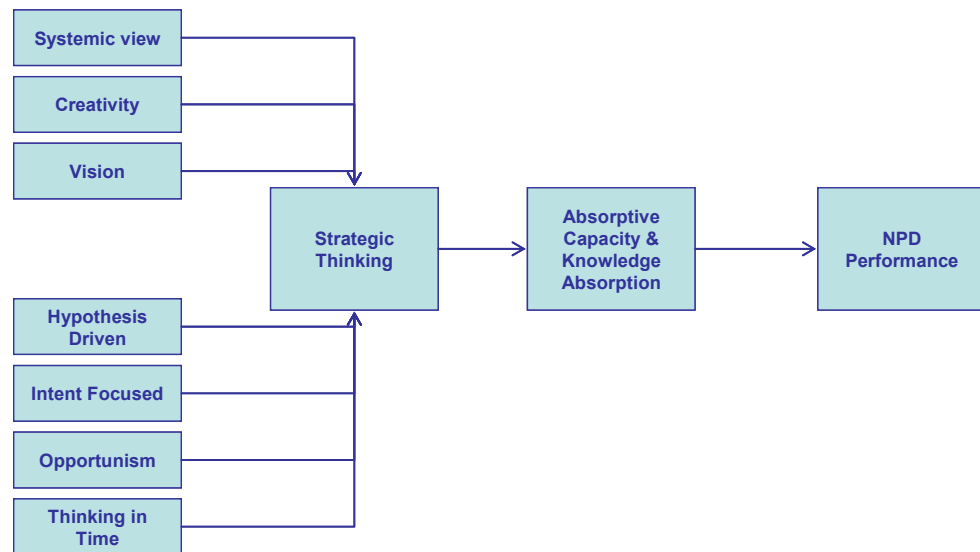 Systemic view
Creativity
Vision
Strategic
Thinking
Absorptive
Capacity &
Knowledge
Absorption
NPD
Performance
Hypothesis
Driven
Intent Focused
Opportunism
Thinking in
Time